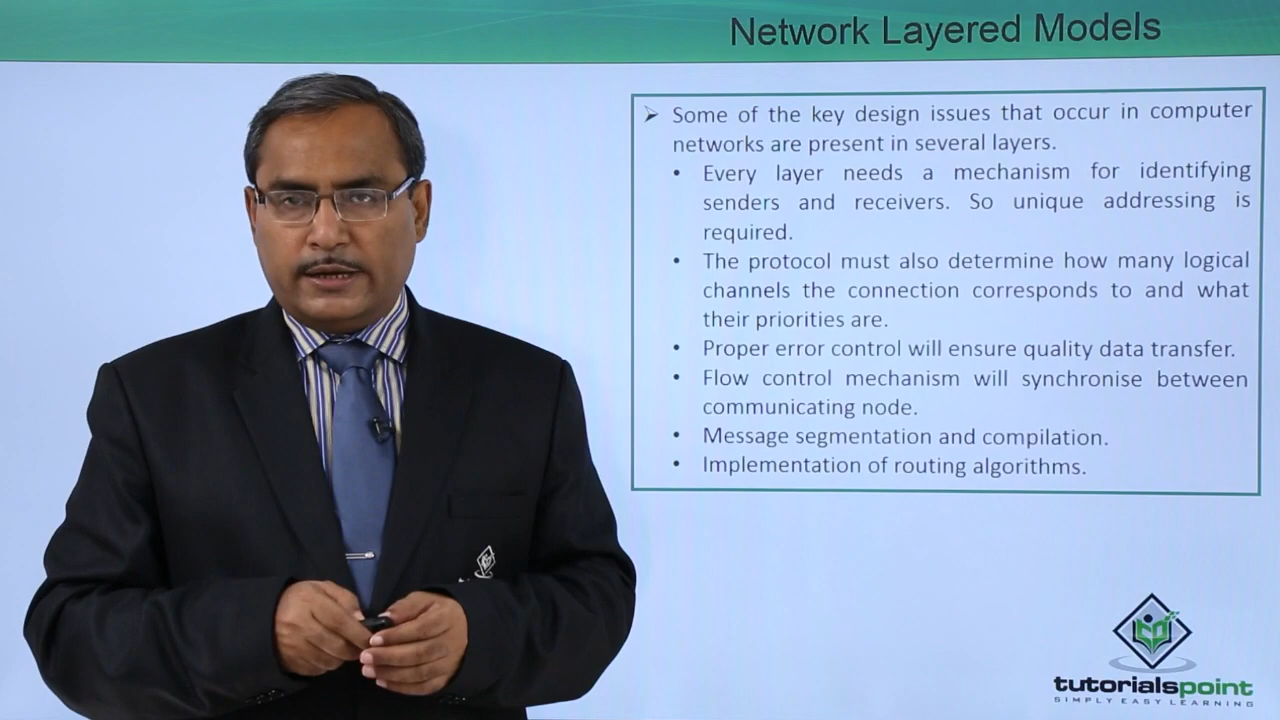 Network Layered Models
➢ Some of the key design issues that occur in computer
networks are present in several layers.
• Every layer needs a mechanism for identifying
senders and receivers. So unique addressing is
required.
• The protocol must also determine how many logical
channels the connection corresponds to and what
their priorities are.
• Proper error control will ensure quality data transfer.
• Flow control mechanism will synchronise between
communicating node.
• Message segmentation and compilation.
• Implementation of routing algorithms.
tutorialspoint
SIMPLY EASY LEARNING